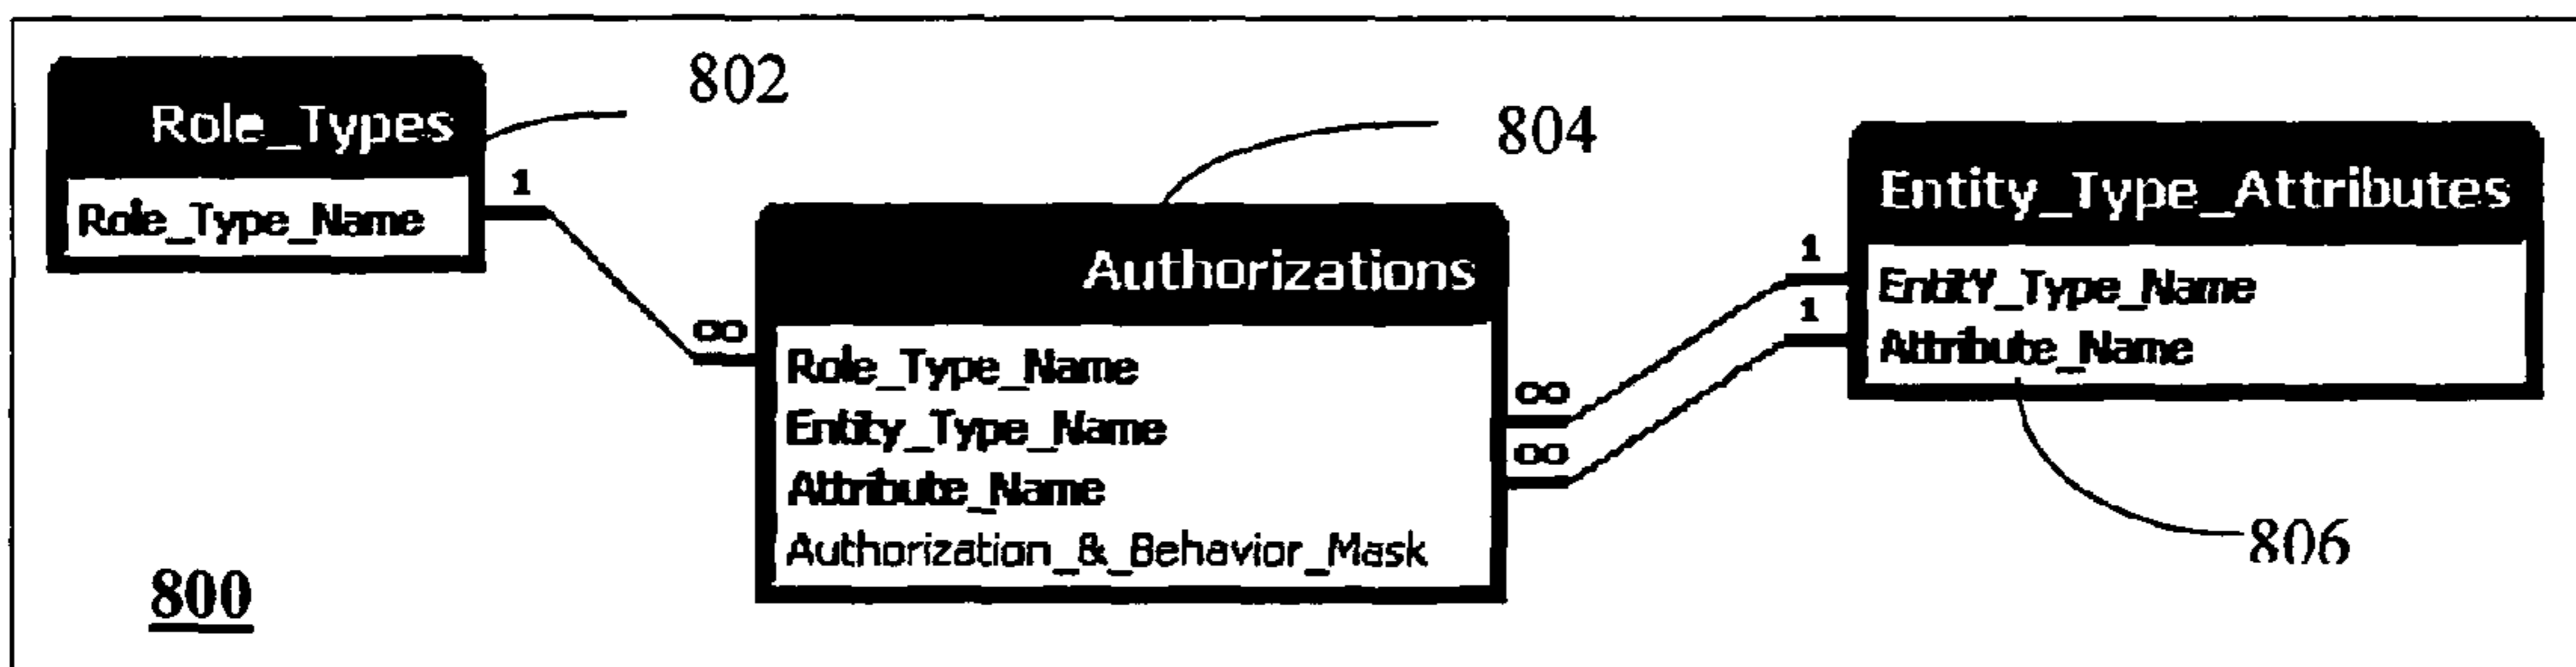 802
Role_Types
Role_Type_Name
1
∞
804
Authorizations
Role_Type_Name
Entity_Type_Name
Attribute_Name
Authorization_&_Behavior_Mask
∞
∞
1
1
Entity_Type_Attributes
EntitY_Type_Name
Attribute_Name
806
800